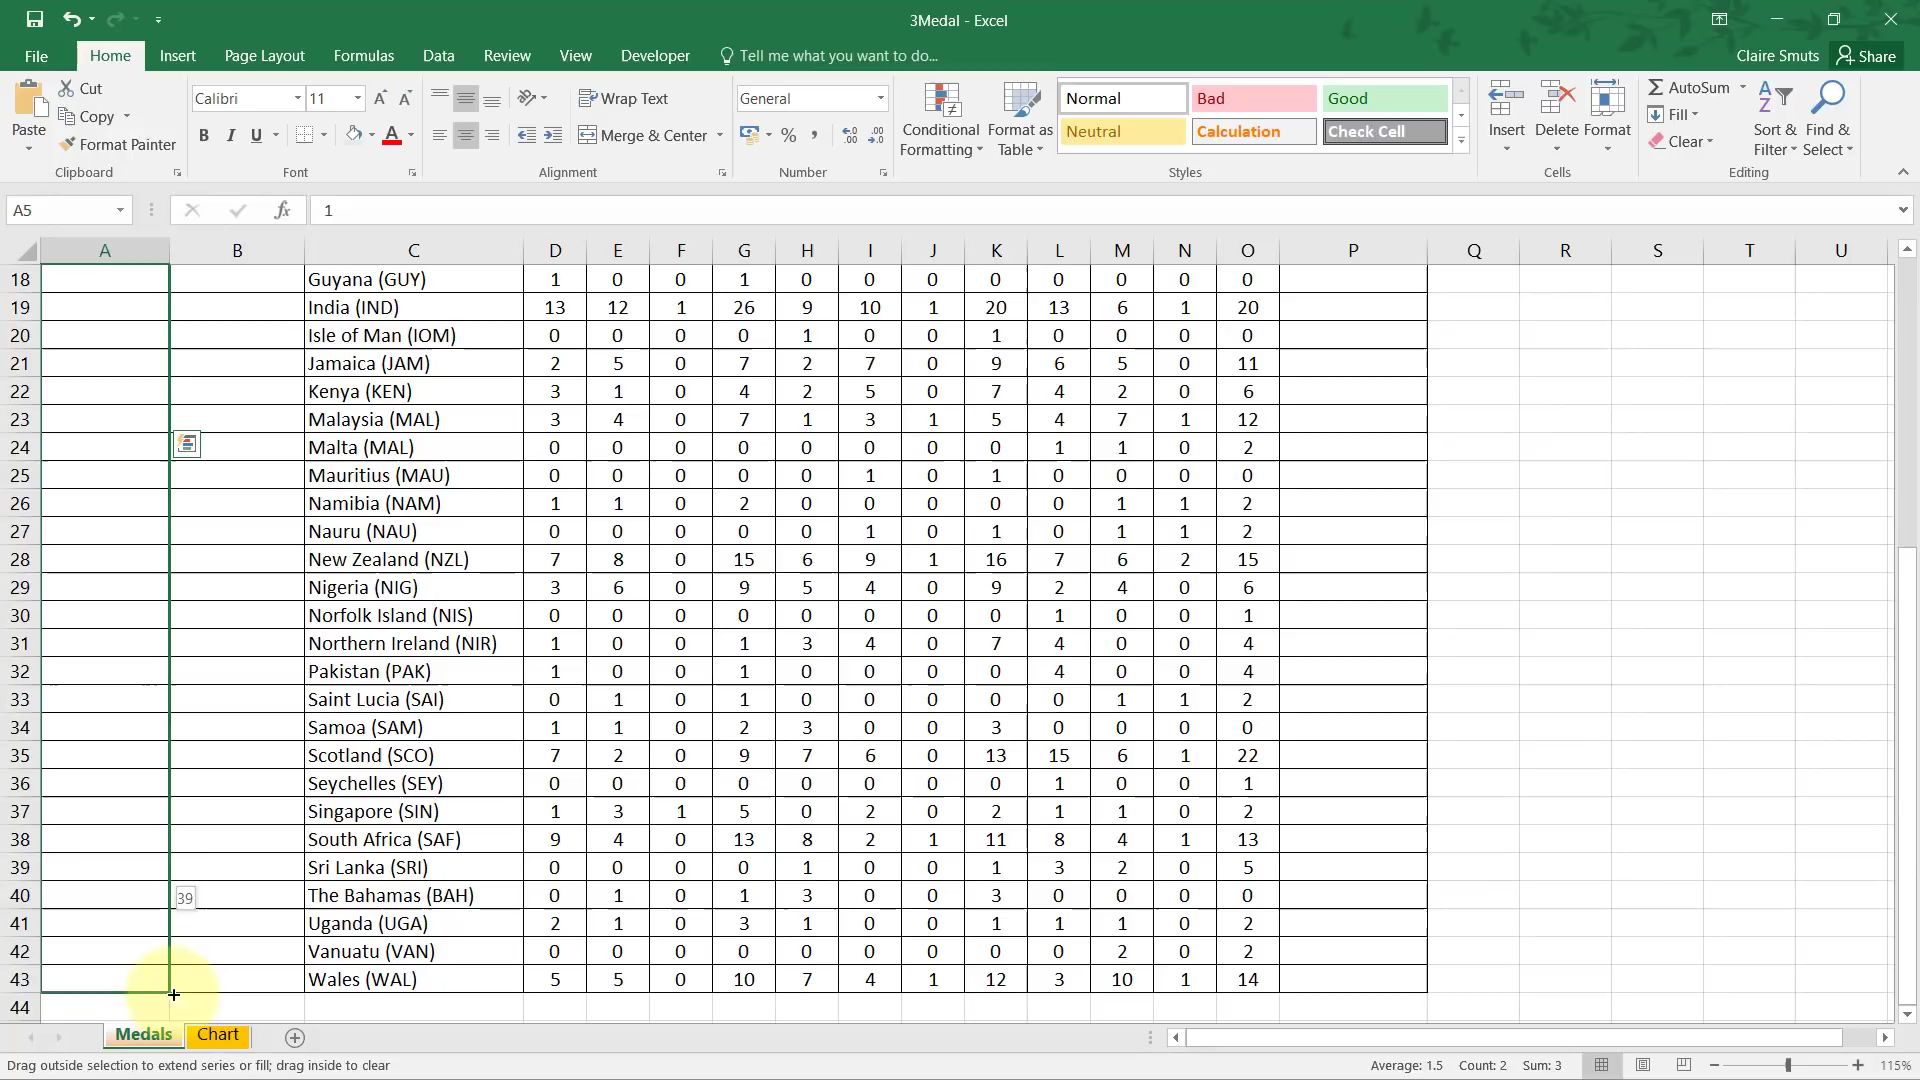 3Medal - Excel
File Home Insert Page Layout Formulas Data Review View Developer Tell me what you want to do... Claire Smuts Share
Paste Cut Copy Format Painter Clipboard
Calibri 11 B I U A Font
Wrap Text Merge & Center Alignment
General % , Number
Conditional Formatting Format as Table
Normal Bad Good
Neutral Calculation Check Cell
Styles
Insert Delete Format Cells
AutoSum Fill Clear Sort & Filter Find & Select Editing
A5 fx 1
A B C D E F G H I J K L M N O P Q R S T U
18 Guyana (GUY) 1 0 0 1 0 0 0 0 0 0 0 0
19 India (IND) 13 12 1 26 9 10 1 20 13 6 1 20
20 Isle of Man (IOM) 0 0 0 0 1 0 0 1 0 0 0 0
21 Jamaica (JAM) 2 5 0 7 2 7 0 9 6 5 0 11
22 Kenya (KEN) 3 1 0 4 2 5 0 7 4 2 0 6
23 Malaysia (MAL) 3 4 0 7 1 3 1 5 4 7 1 12
24 Malta (MAL) 0 0 0 0 0 0 0 0 1 1 0 2
25 Mauritius (MAU) 0 0 0 0 0 1 0 1 0 0 0 0
26 Namibia (NAM) 1 1 0 2 0 0 0 0 0 1 1 2
27 Nauru (NAU) 0 0 0 0 0 1 0 1 0 1 1 2
28 New Zealand (NZL) 7 8 0 15 6 9 1 16 7 6 2 15
29 Nigeria (NIG) 3 6 0 9 5 4 0 9 2 4 0 6
30 Norfolk Island (NIS) 0 0 0 0 0 0 0 0 1 0 0 1
31 Northern Ireland (NIR) 1 0 0 1 3 4 0 7 4 0 0 4
32 Pakistan (PAK) 1 0 0 1 0 0 0 0 4 0 0 4
33 Saint Lucia (SAI) 0 1 0 1 0 0 0 0 0 1 1 2
34 Samoa (SAM) 1 1 0 2 3 0 0 3 0 0 0 0
35 Scotland (SCO) 7 2 0 9 7 6 0 13 15 6 1 22
36 Seychelles (SEY) 0 0 0 0 0 0 0 0 1 0 0 1
37 Singapore (SIN) 1 3 1 5 0 2 0 2 1 1 0 2
38 South Africa (SAF) 9 4 0 13 8 2 1 11 8 4 1 13
39 Sri Lanka (SRI) 0 0 0 0 1 0 0 1 3 2 0 5
40 39 The Bahamas (BAH) 0 1 0 1 3 0 0 3 0 0 0 0
41 Uganda (UGA) 2 1 0 3 1 0 0 1 1 1 0 2
42 Vanuatu (VAN) 0 0 0 0 0 0 0 0 0 2 0 2
43 Wales (WAL) 5 5 0 10 7 4 1 12 3 10 1 14
44
Medals Chart
Drag outside selection to extend series or fill; drag inside to clear Average: 1.5 Count: 2 Sum: 3 115%